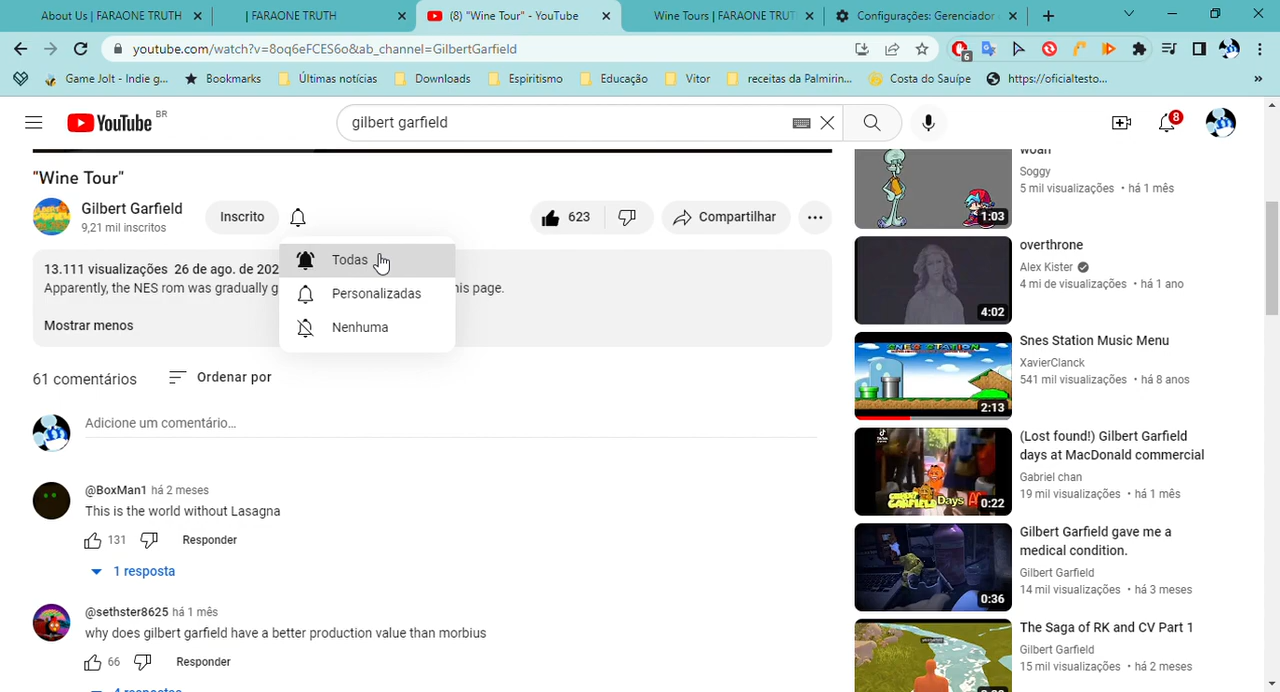 About Us | FARAONE TRUTH
| FARAONE TRUTH
(8) "Wine Tour" - YouTube
Wine Tours | FARAONE TRUT
Configurações: Gerenciador
youtube.com/watch?v=8oq6eFCES6o&ab_channel=GilbertGarfield
6
Game Jolt - Indie g...
Bookmarks
Últimas notícias
Downloads
Espiritismo
Educação
Vitor
receitas da Palmirin...
Costa do Sauípe
https://oficialtesto...
»
YouTube BR
gilbert garfield
8
"Wine Tour"
Gilbert Garfield
9,21 mil inscritos
Inscrito
623
Compartilhar
Todas
Personalizadas
Nenhuma
13.111 visualizações 26 de ago. de 202
Apparently, the NES rom was gradually g
his page.
Mostrar menos
61 comentários
Ordenar por
Adicione um comentário...
@BoxMan1 há 2 meses
This is the world without Lasagna
131
Responder
1 resposta
@sethster8625 há 1 mês
why does gilbert garfield have a better production value than morbius
66
Responder
4 respostas
woah
Soggy
5 mil visualizações • há 1 mês
1:03
overthrone
Alex Kister
4 mi de visualizações • há 1 ano
4:02
Snes Station Music Menu
XavierClanck
541 mil visualizações • há 8 anos
SNES STATION
2:13
(Lost found!) Gilbert Garfield
days at MacDonald commercial
Gabriel chan
19 mil visualizações • há 1 mês
TikTok
GILBERT
GARFIELD Days
0:22
Gilbert Garfield gave me a
medical condition.
Gilbert Garfield
14 mil visualizações • há 3 meses
0:36
The Saga of RK and CV Part 1
Gilbert Garfield
15 mil visualizações • há 2 meses